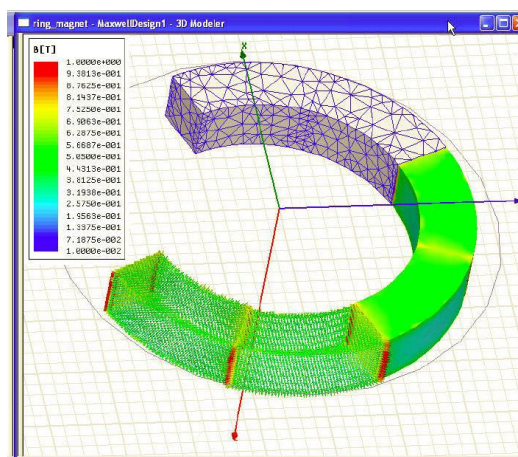 ring_magnet - MaxwellDesign1 - 3D Modeler
B[T]
1.0000e+000
9.3813e-001
8.7625e-001
8.1437e-001
7.5250e-001
6.9063e-001
6.2875e-001
5.6687e-001
5.0500e-001
4.4313e-001
3.8125e-001
3.1938e-001
2.5750e-001
1.9563e-001
1.3375e-001
7.1875e-002
1.0000e-002
X